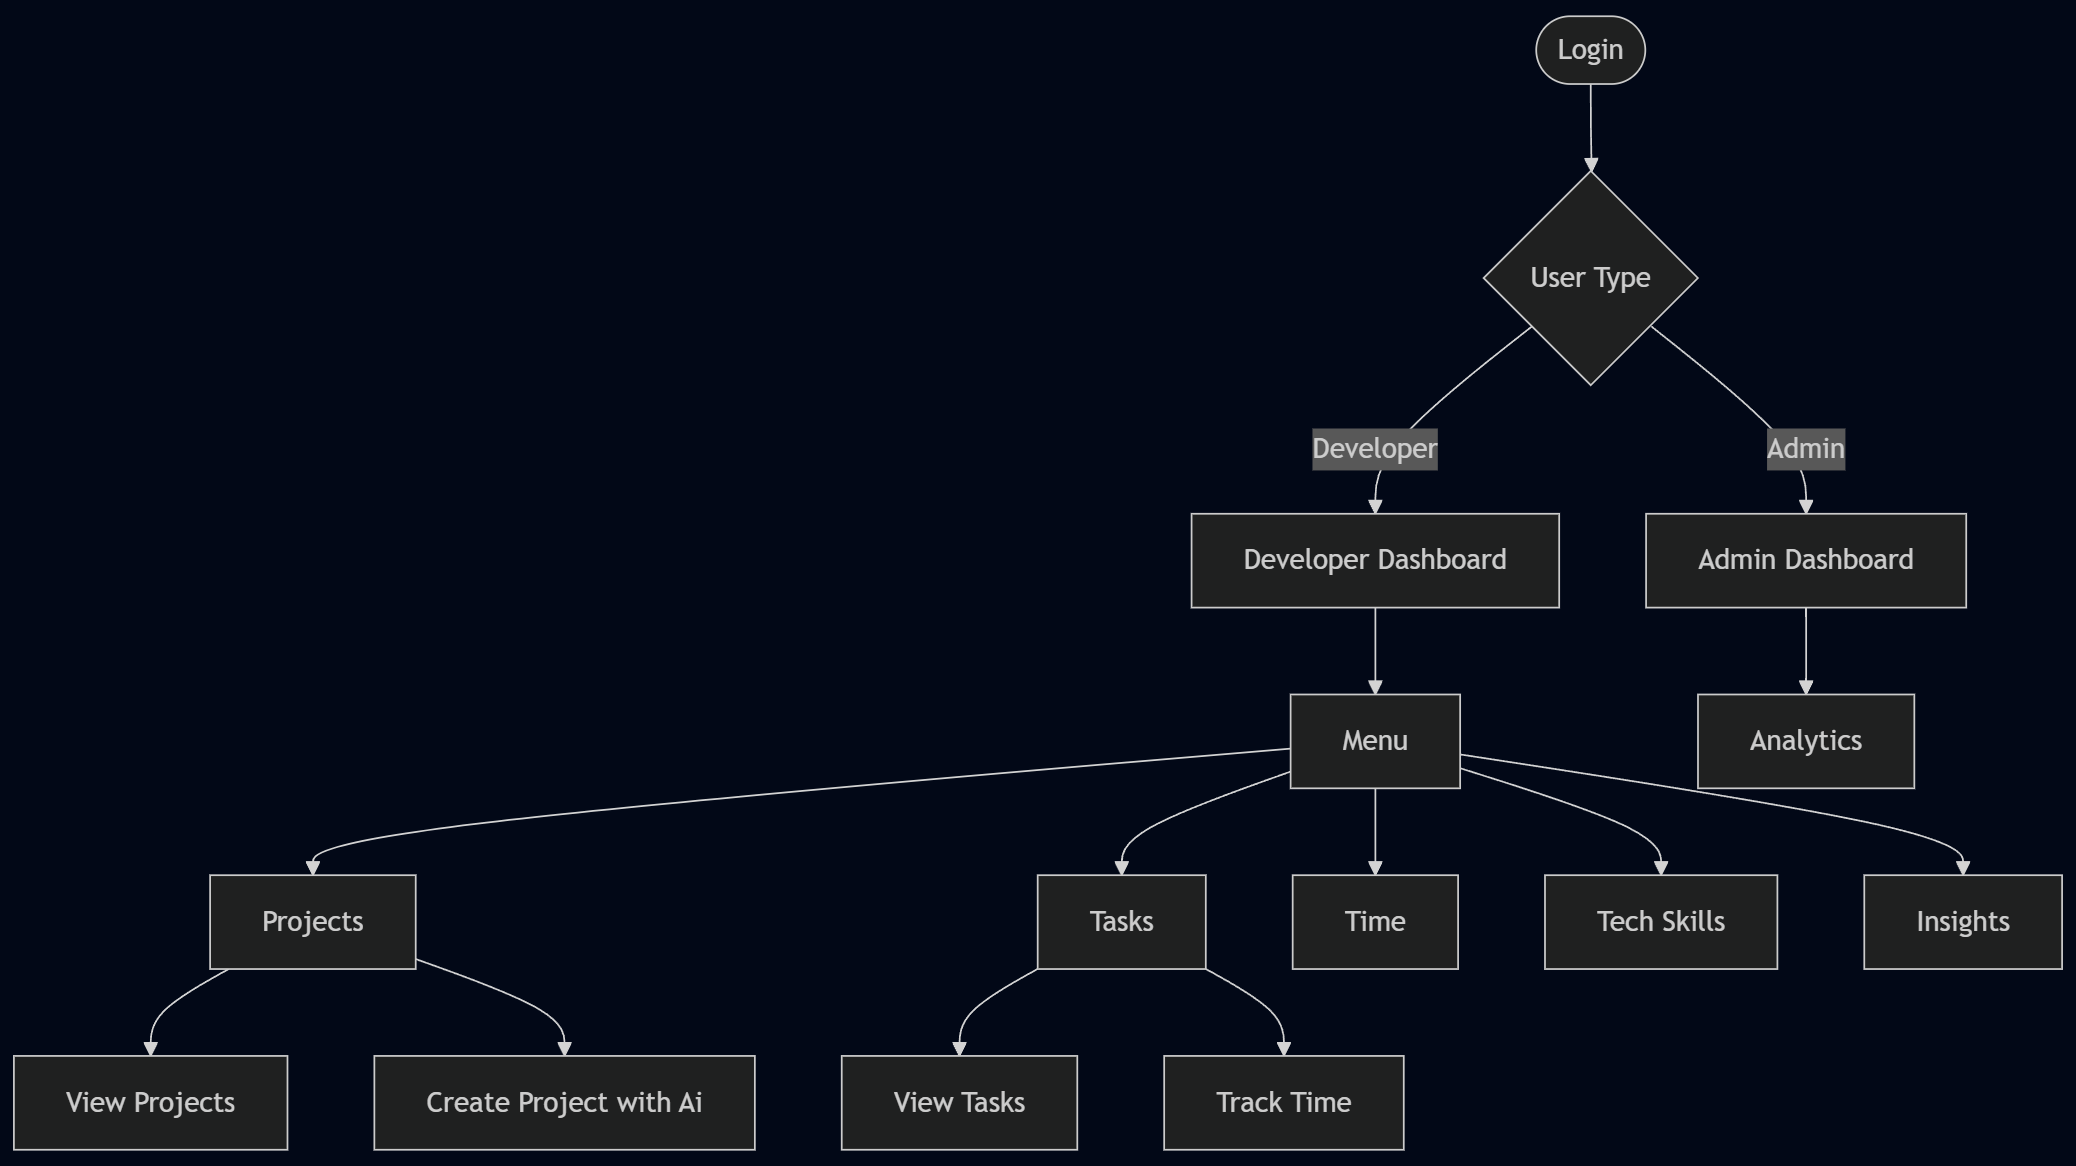 Login
User Type
Developer
Admin
Developer Dashboard
Admin Dashboard
Menu
Analytics
Projects
Tasks
Time
Tech Skills
Insights
View Projects
Create Project with Ai
View Tasks
Track Time